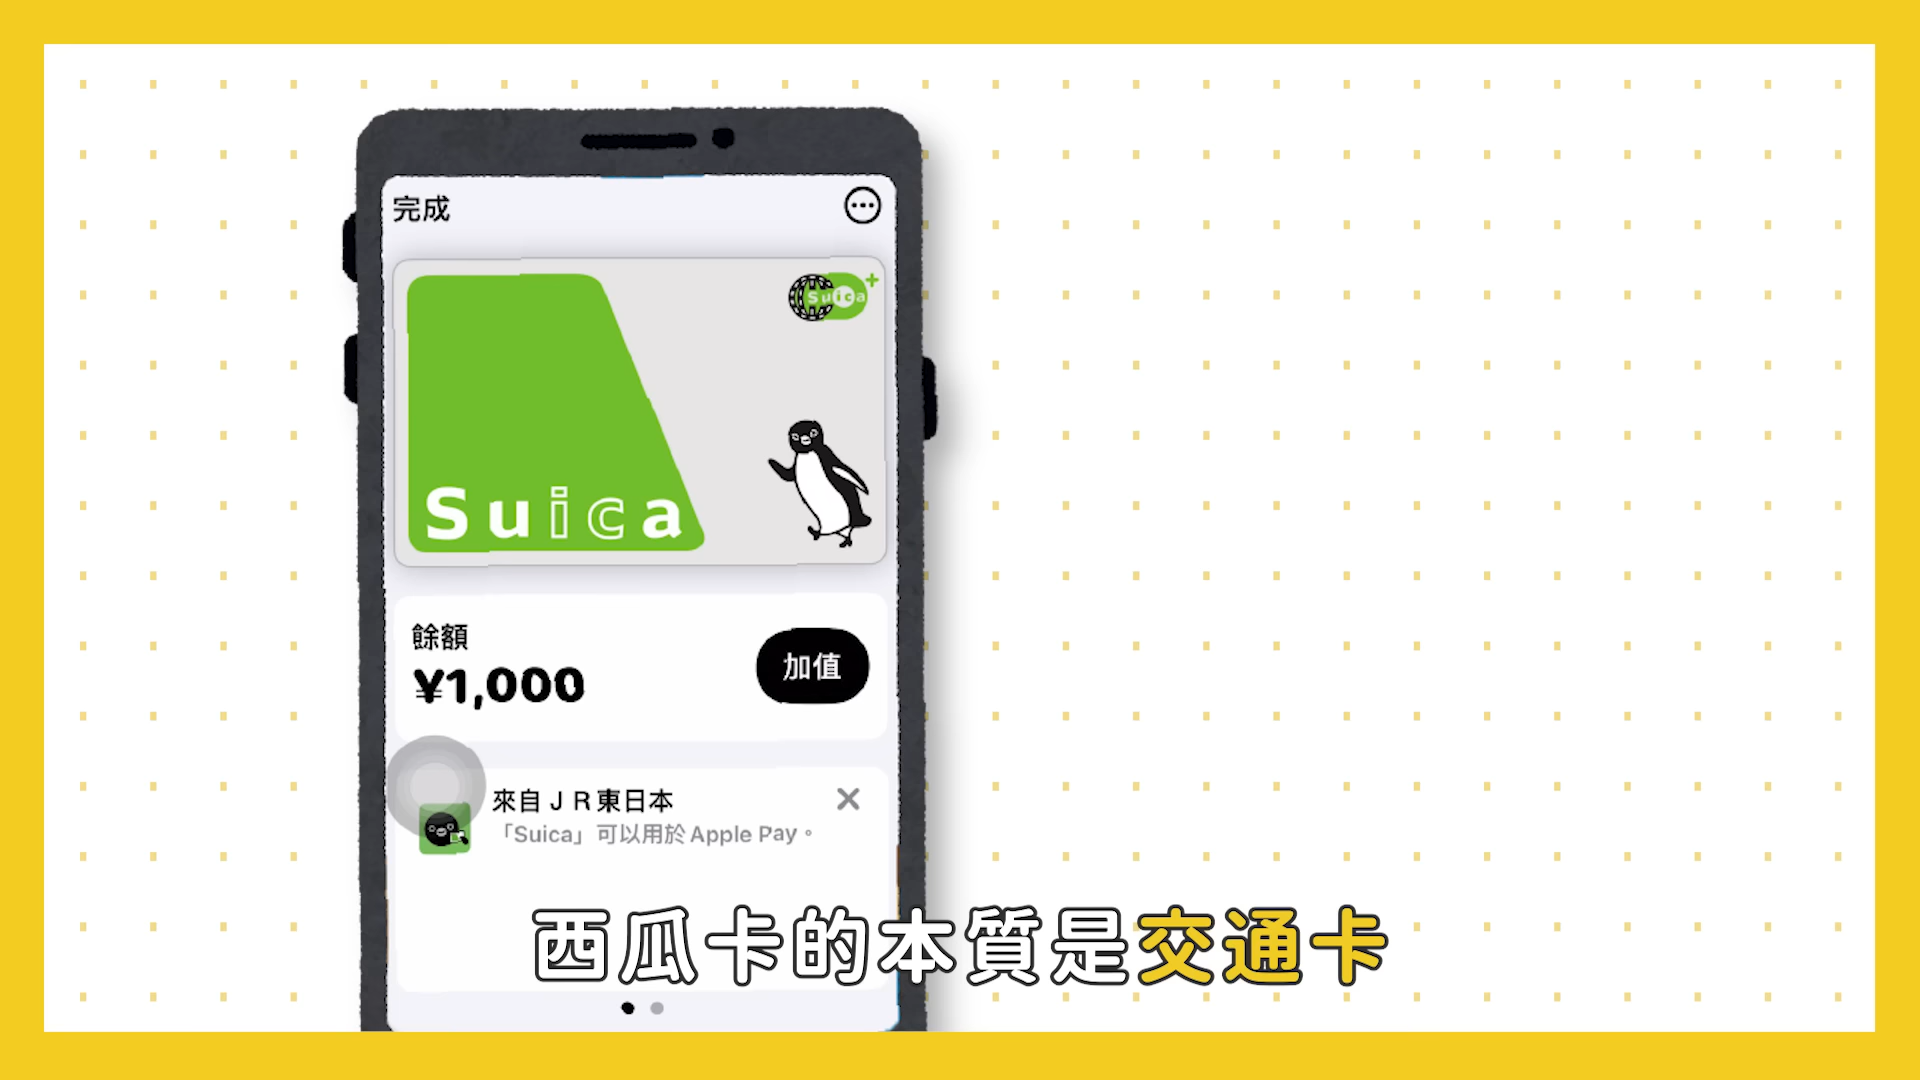 完成
Suica
Suica
餘額
¥1,000
加值
來自ＪＲ東日本
「Suica」可以用於 Apple Pay。
西瓜卡的本質是交通卡